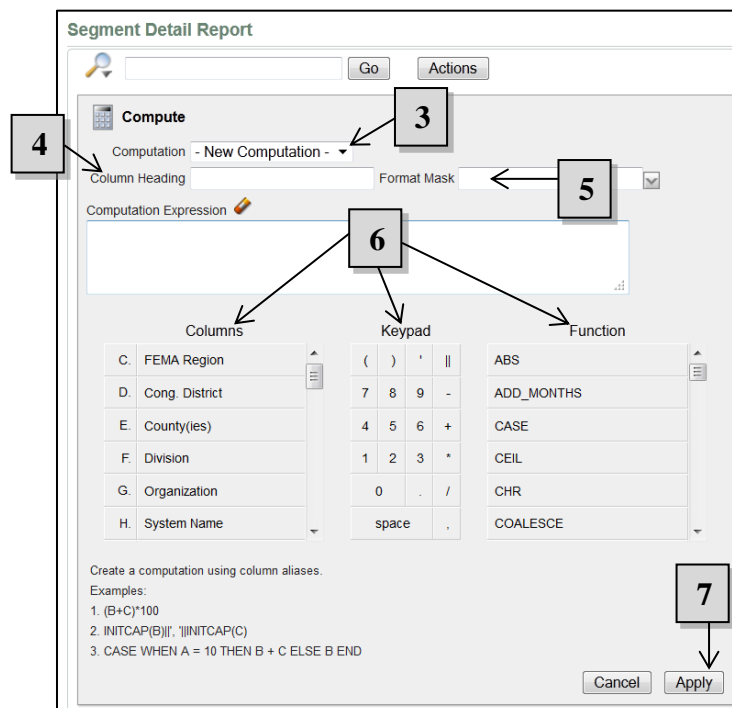 Segment Detail Report
Go Actions
Compute
3
4
Computation - New Computation -
Column Heading Format Mask
5
Computation Expression
6
Columns Keypad Function
C. FEMA Region ( ) ' || ABS
D. Cong. District 7 8 9 - ADD_MONTHS
E. County(ies) 4 5 6 + CASE
F. Division 1 2 3 * CEIL
G. Organization 0 . / CHR
H. System Name space , COALESCE
Create a computation using column aliases.
Examples:
1. (B+C)*100
2. INITCAP(B)||', '||INITCAP(C)
3. CASE WHEN A = 10 THEN B + C ELSE B END
7
Cancel Apply